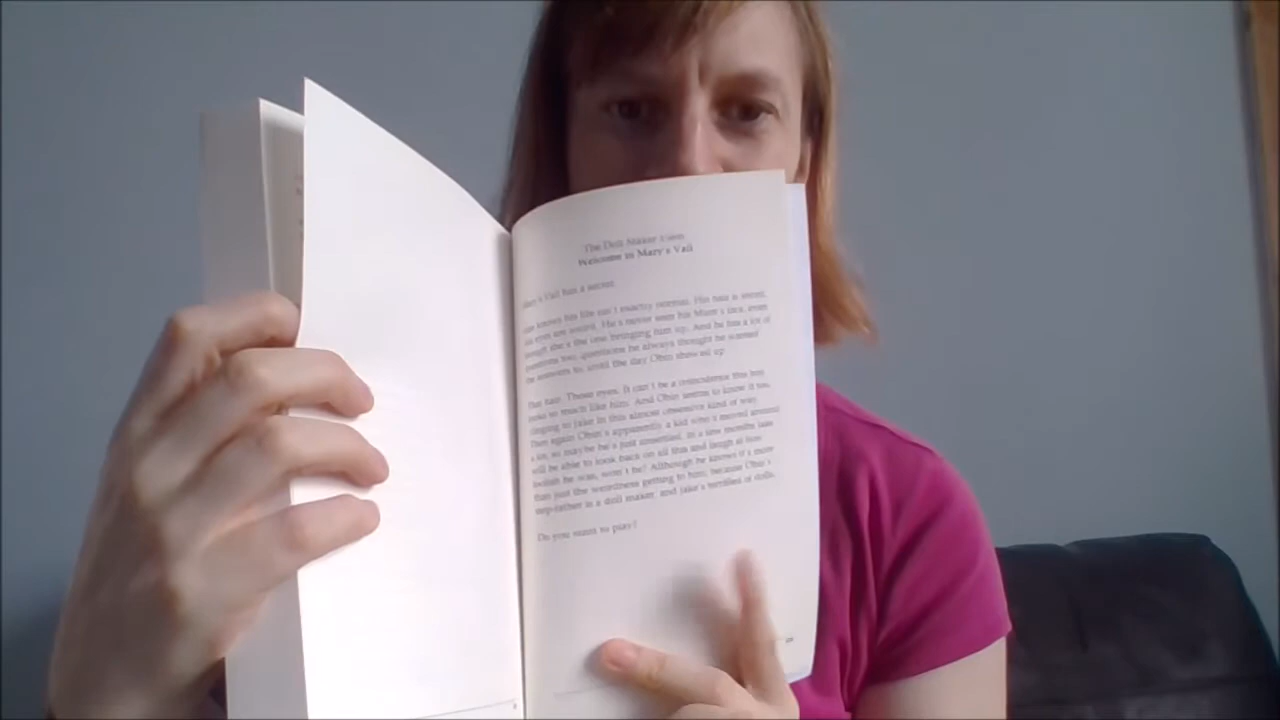 The Doll Maker
Welcome to Mary's Vail
Mary's Vail has a secret.
knows his life isn't exactly normal. His has a secret.
his eyes are weird. He's never seen his Mum's face, even
though she's the one bringing him up. And he has a lot of
questions too, questions he always thought he wanted
the answers to, until the day Obin showed up.
The hair. Those eyes. It can't be a coincidence this boy
looks so much like him. And Obin seems to know it too,
clinging to Jake in this almost obsessive kind of way.
Then again Obin's apparently a kid who's moved around
a lot, so maybe he's just unsettled. In a few months Jake
will be able to look back on all this and laugh at how
foolish he was, won't he? Although he knows it's more
than just the weirdness getting to him, because Obin's
step-father is a doll maker, and Jake's terrified of dolls.
Do you want to play?